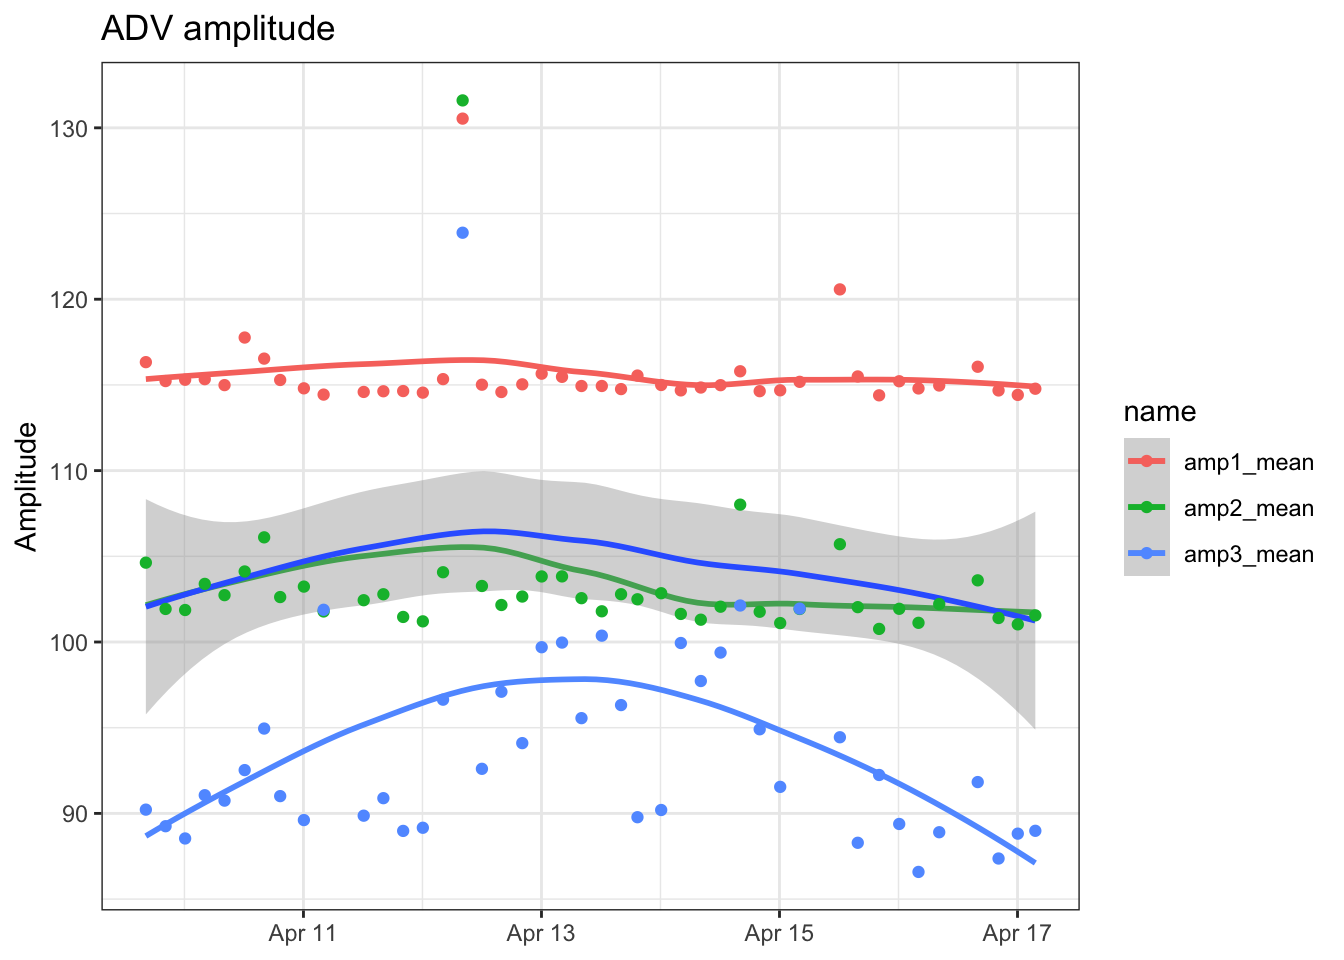 ADV amplitude
Amplitude
130
120
110
100
90
Apr 11
Apr 13
Apr 15
Apr 17
name
amp1_mean
amp2_mean
amp3_mean